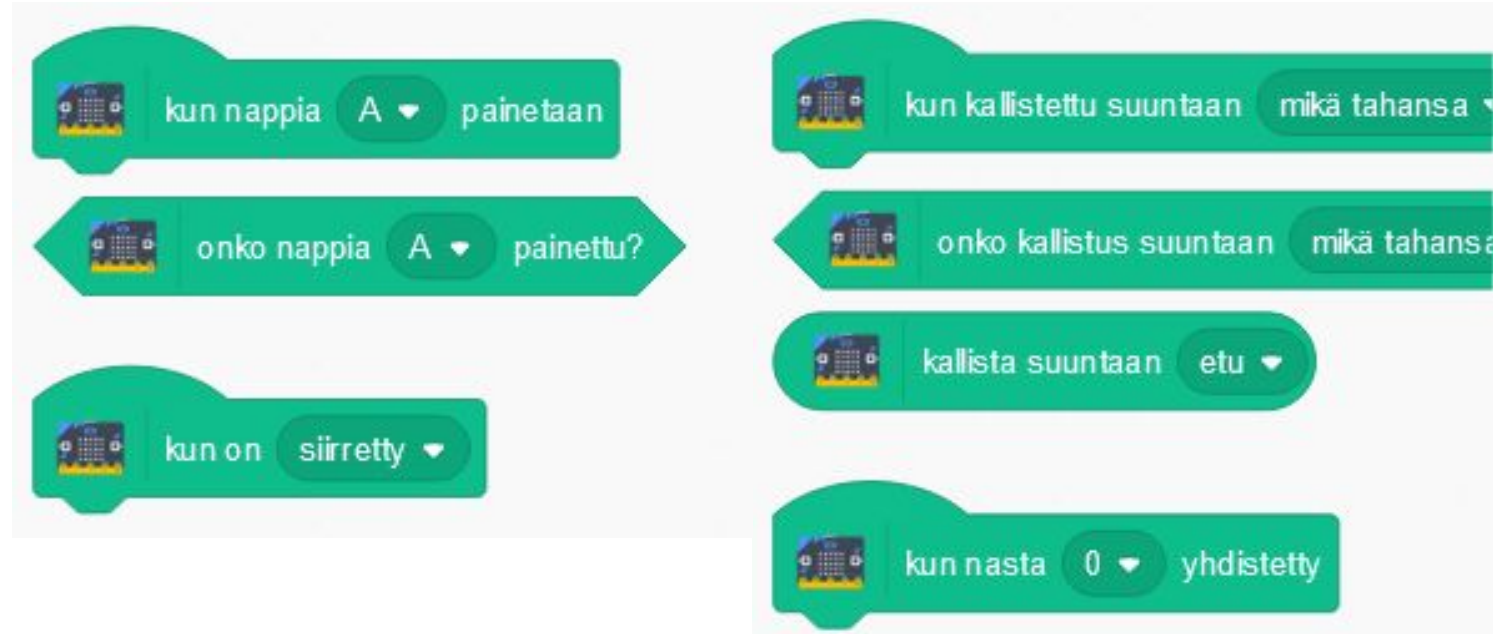 kun nappia A painetaan
onko nappia A painettu?
kun on siirretty
kun kallistettu suuntaan mikä tahansa
onko kallistus suuntaan mikä tahansa
kallista suuntaan etu
kun nasta 0 yhdistetty